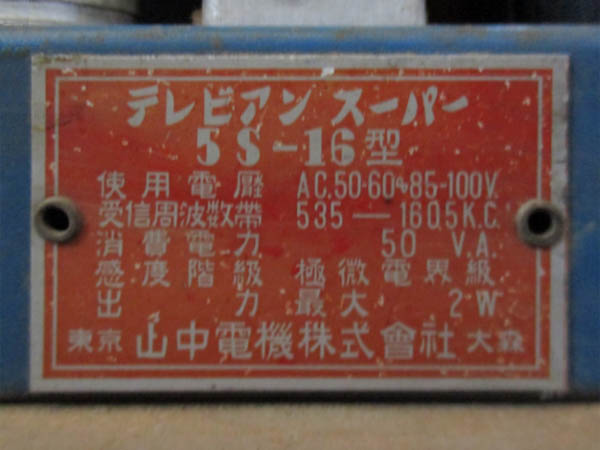 テレビアン スーパー
5S-16型
使用電壓 AC.50-60~85-100V.
受信周波数帶 535—1605K.C.
消費電力 50 V.A.
感度階級 極微電界級
出力 最大 2W
東京 山中電機株式會社 大森